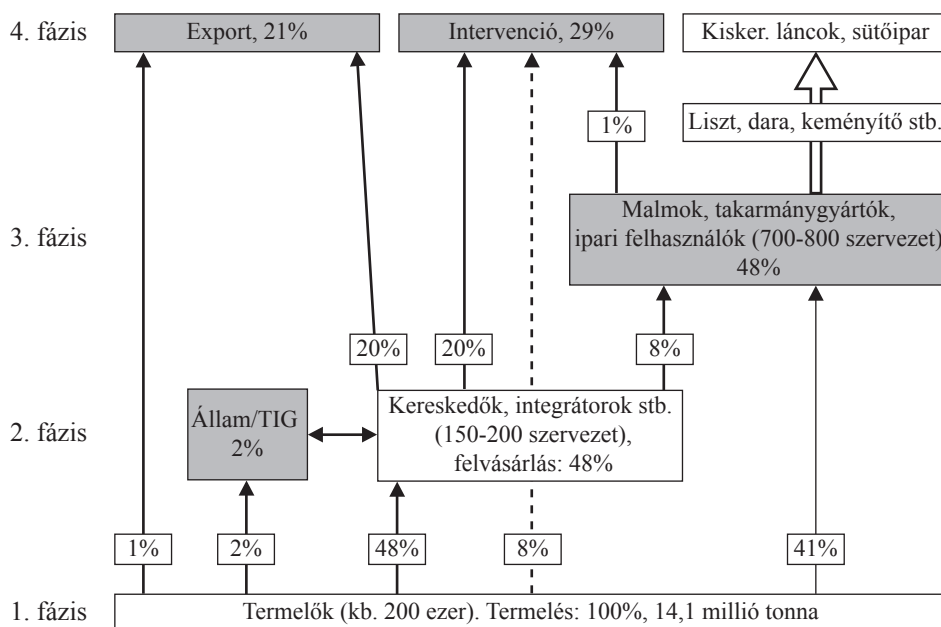 4. fázis
Export, 21%
Intervenció, 29%
Kisker. láncok, sütőipar
1%
Liszt, dara, keményítő stb.
3. fázis
Malmok, takarmánygyártók,
ipari felhasználók (700-800 szervezet)
48%
20%
20%
8%
2. fázis
Állam/TIG
2%
Kereskedők, integrátorok stb.
(150-200 szervezet),
felvásárlás: 48%
1%
2%
48%
8%
41%
1. fázis
Termelők (kb. 200 ezer). Termelés: 100%, 14,1 millió tonna